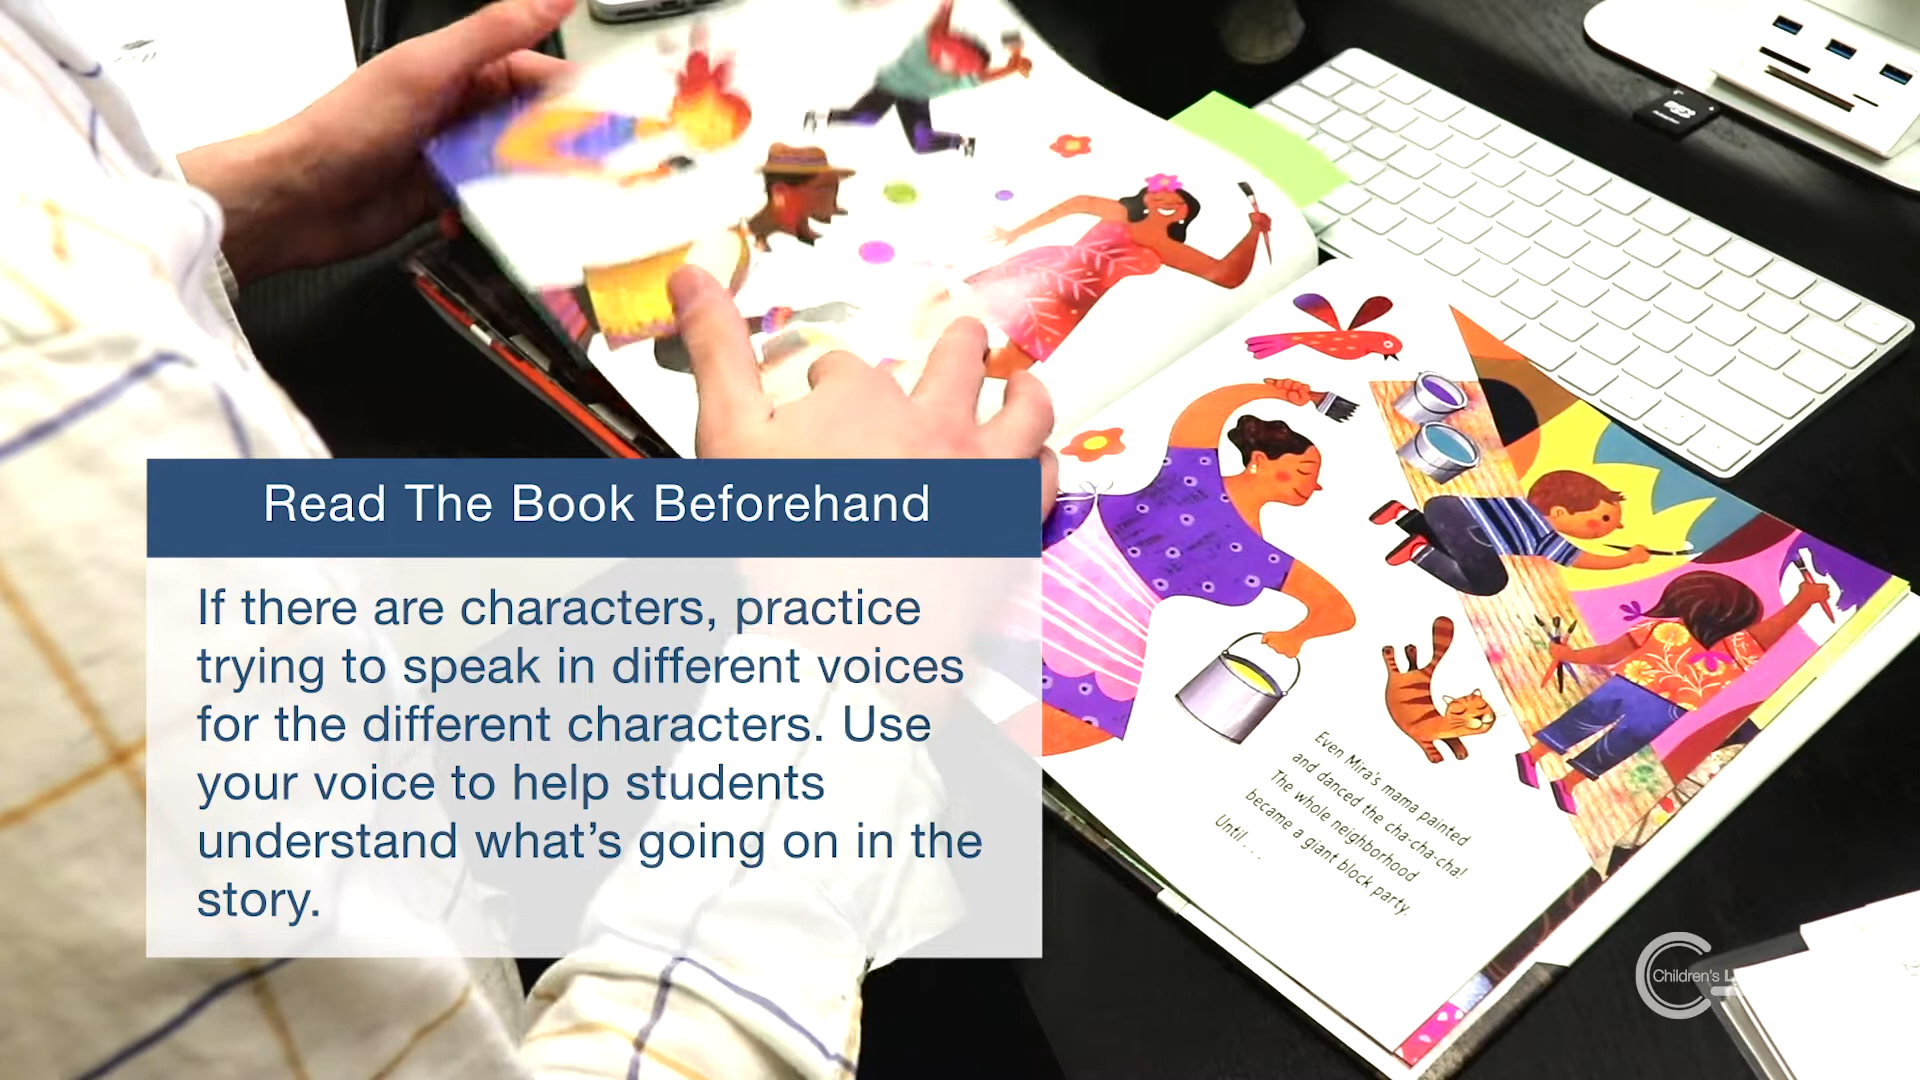 Read The Book Beforehand
If there are characters, practice
trying to speak in different voices
for the different characters. Use
your voice to help students
understand what’s going on in the
story.
Even Mira's mama painted
and danced the cha-cha-cha!
The whole neighborhood
became a giant block party.
Until . . .
Children's